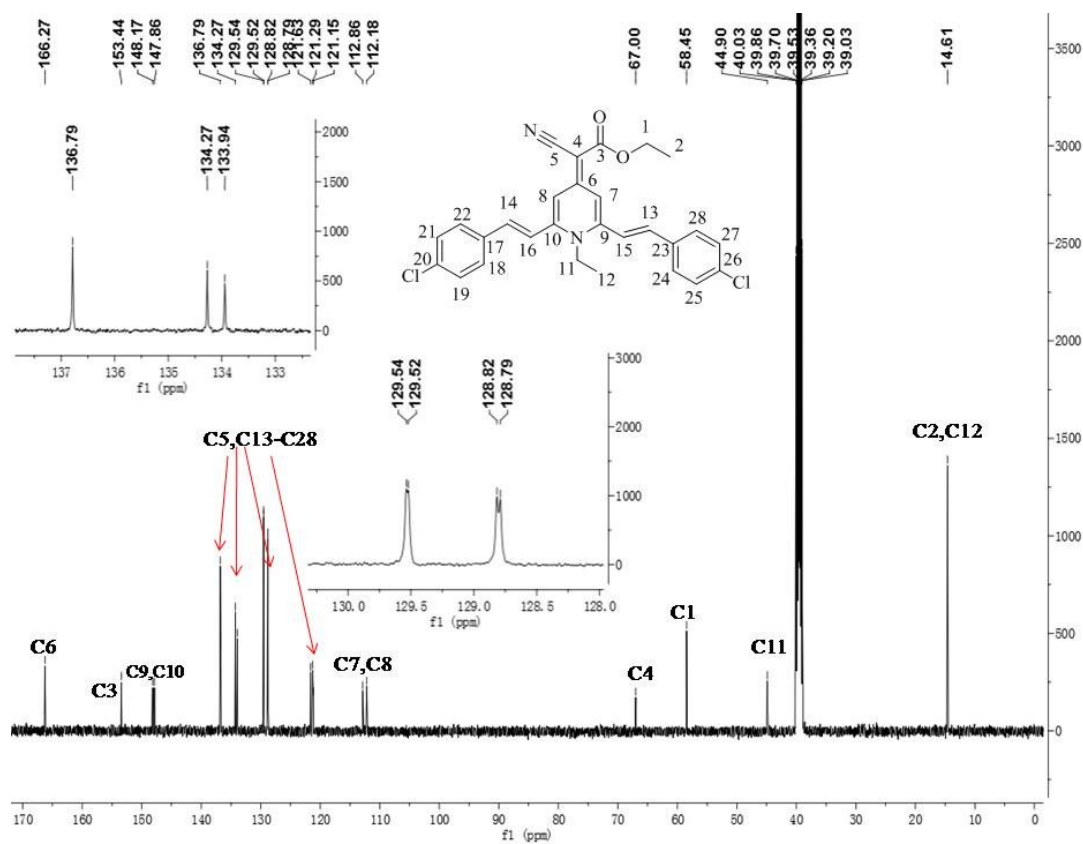 166.27
153.44
148.17
147.86
136.79
134.27
129.54
129.52
128.82
128.79
121.63
121.29
121.15
112.86
112.18
67.00
58.45
44.90
40.03
39.86
39.70
39.53
39.36
39.20
39.03
14.61
3500
3000
2500
2000
1500
1000
500
0
136.79
134.27
133.94
2000
1500
1000
500
0
137 136 135 134 133
f1 (ppm)
N
O
1
4
2
5
3
O
6
8 7
14 13
22 28
21 27
17 10 9 23
16 N 15
20 26
18 11 24
Cl 12 Cl
19 25
129.54
129.52
128.82
128.79
3000
2000
1000
0
130.0 129.5 129.0 128.5 128.0
f1 (ppm)
C5,C13-C28
C2,C12
C6
C3
C9,C10
C7,C8
C4
C1
C11
170 160 150 140 130 120 110 100 90 80 70 60 50 40 30 20 10 0
f1 (ppm)